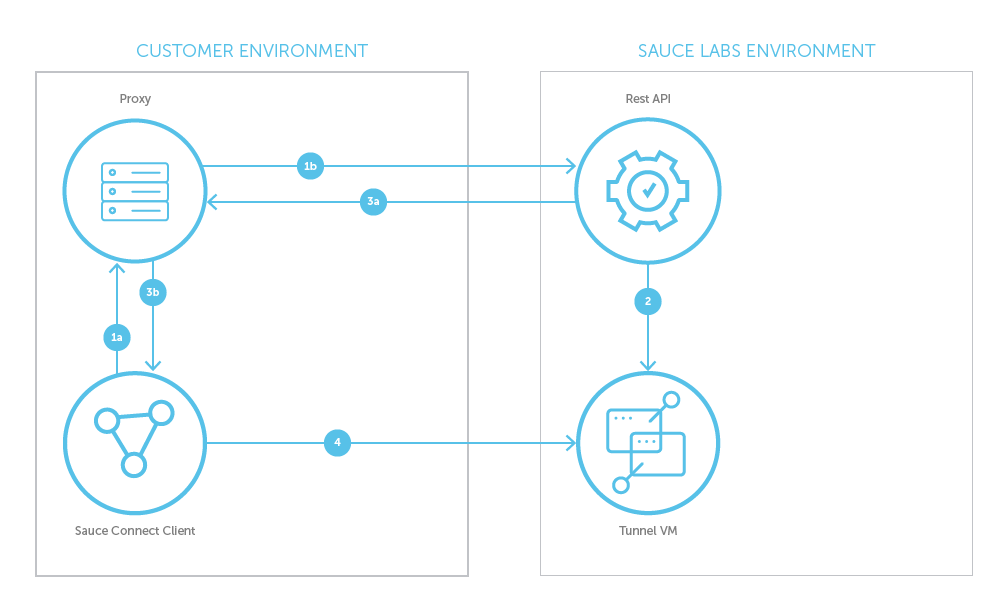 CUSTOMER ENVIRONMENT
SAUCE LABS ENVIRONMENT
Proxy
Rest API
1b
3a
3b
2
1a
4
Sauce Connect Client
Tunnel VM